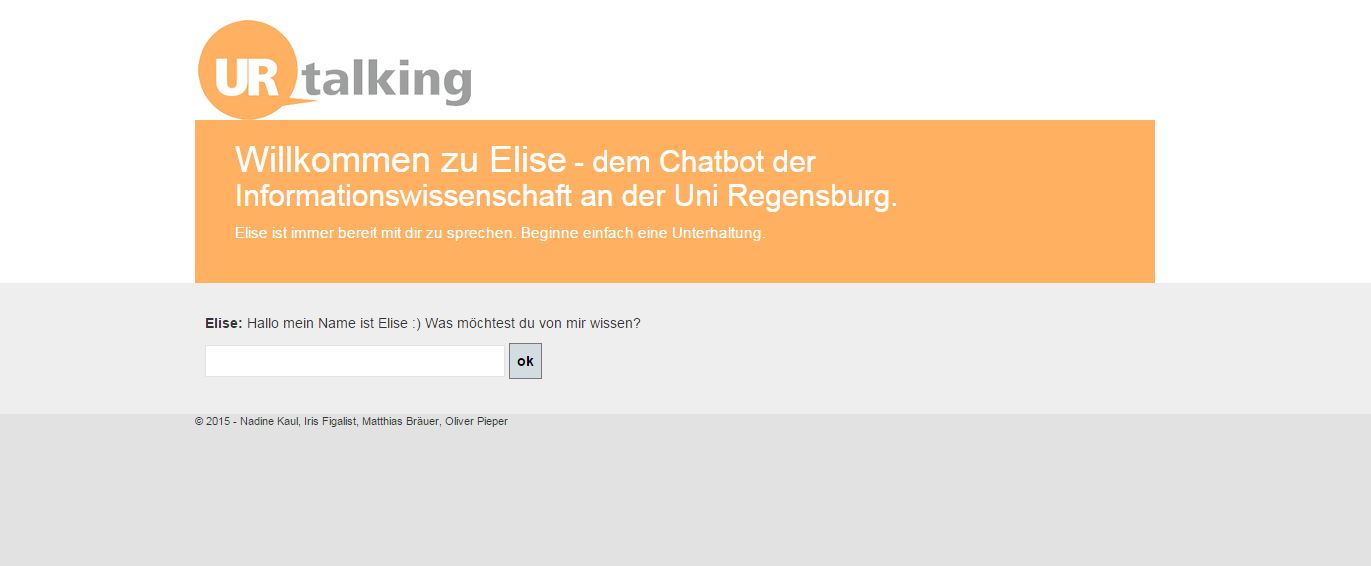 UR talking
Willkommen zu Elise - dem Chatbot der
Informationswissenschaft an der Uni Regensburg.
Elise ist immer bereit mit dir zu sprechen. Beginne einfach eine Unterhaltung.
Elise: Hallo mein Name ist Elise :) Was möchtest du von mir wissen?
ok
© 2015 - Nadine Kaul, Iris Figalist, Matthias Bräuer, Oliver Pieper